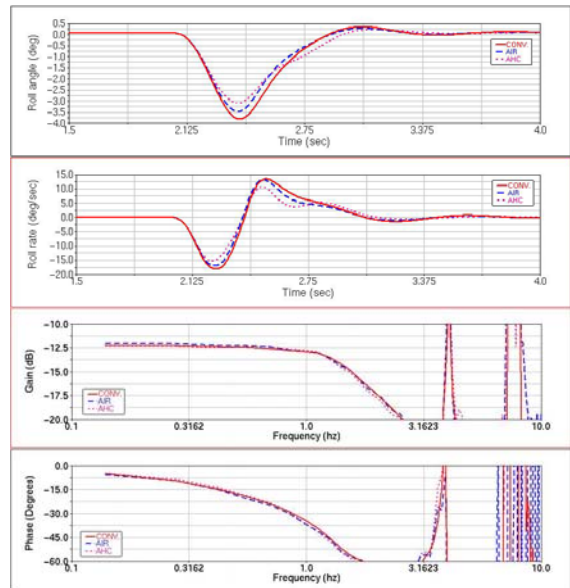 0.5
0.0
−0.5
−1.0
−1.5
−2.0
−2.5
−3.0
−3.5
−4.0
Roll angle (deg)
CONV.
AIR
AHC
1.5
2.125
2.75
3.375
4.0
Time (sec)
15.0
10.0
5.0
0.0
−5.0
−10.0
−15.0
−20.0
Roll rate (deg/sec)
CONV.
AIR
AHC
1.5
2.125
2.75
3.375
4.0
Time (sec)
−10.0
−12.5
−15.0
−17.5
−20.0
Gain (dB)
CONV.
AIR
AHC
0.1
0.3162
1.0
3.1623
10.0
Frequency (hz)
0.0
−15.0
−30.0
−45.0
−60.0
Phase (Degrees)
CONV.
AIR
AHC
0.1
0.3162
1.0
3.1623
10.0
Frequency (hz)